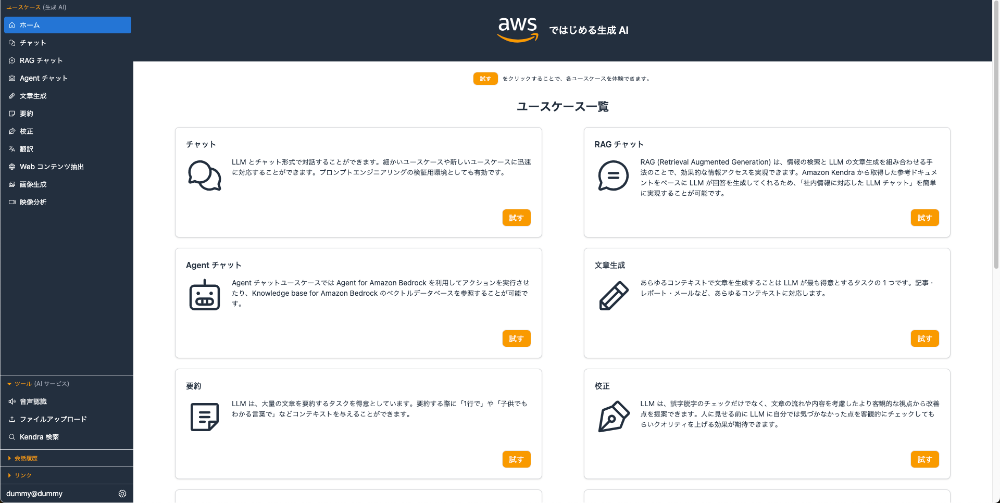 ユースケース (生成 AI)
ホーム
チャット
RAG チャット
Agent チャット
文章生成
要約
校正
翻訳
Web コンテンツ抽出
画像生成
映像分析
ツール (AI サービス)
音声認識
ファイルアップロード
Kendra 検索
会話履歴
リンク
dummy@dummy
aws ではじめる生成 AI
試す をクリックすることで、各ユースケースを体験できます。
ユースケース一覧
チャット
LLM とチャット形式で対話することができます。細かいユースケースや新しいユースケースに迅速
に対応することができます。プロンプトエンジニアリングの検証用環境としても有効です。
試す
RAG チャット
RAG (Retrieval Augmented Generation) は、情報の検索と LLM の文章生成を組み合わせる手
法のことで、効果的な情報アクセスを実現できます。Amazon Kendra から取得した参考ドキュメ
ントをベースに LLM が回答を生成してくれるため、「社内情報に対応した LLM チャット」を簡単
に実現することが可能です。
試す
Agent チャット
Agent チャットユースケースでは Agent for Amazon Bedrock を利用してアクションを実行させ
たり、Knowledge base for Amazon Bedrock のベクトルデータベースを参照することが可能で
す。
試す
文章生成
あらゆるコンテキストで文章を生成することは LLM が最も得意とするタスクの 1 つです。記事・
レポート・メールなど、あらゆるコンテキストに対応します。
試す
要約
LLM は、大量の文章を要約するタスクを得意としています。要約する際に「1行で」や「子供でも
わかる言葉で」などコンテキストを与えることができます。
試す
校正
LLM は、誤字脱字のチェックだけでなく、文章の流れや内容を考慮したより客観的な視点から改善
点を提案できます。人に見せる前に LLM に自分では気づかなかった点を客観的にチェックしても
らいクオリティを上げる効果が期待できます。
試す